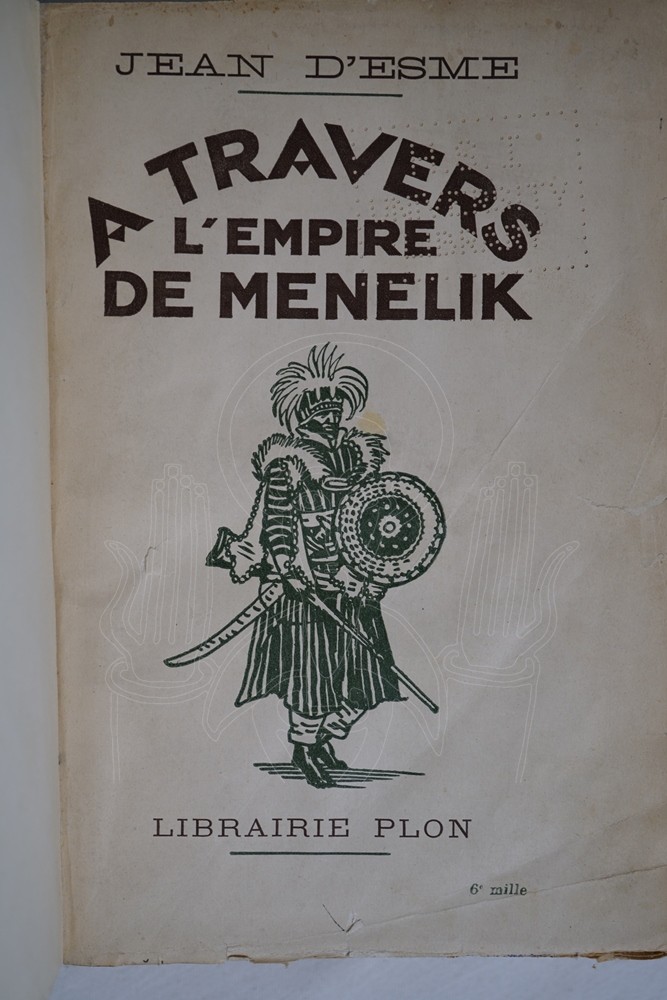 JEAN D'ESME
A TRAVERS
L'EMPIRE
DE MENELIK
LIBRAIRIE PLON
6ᵉ mille